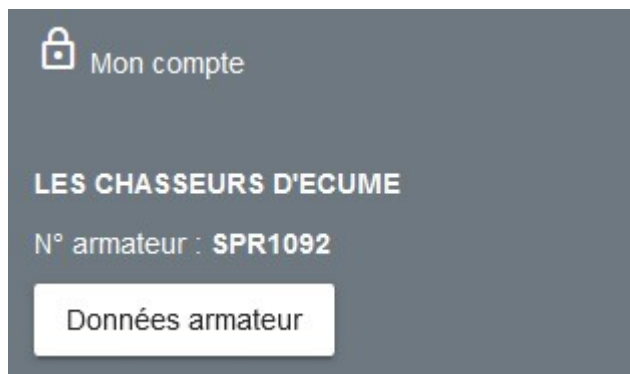 Mon compte
LES CHASSEURS D'ECUME
N° armateur : SPR1092
Données armateur